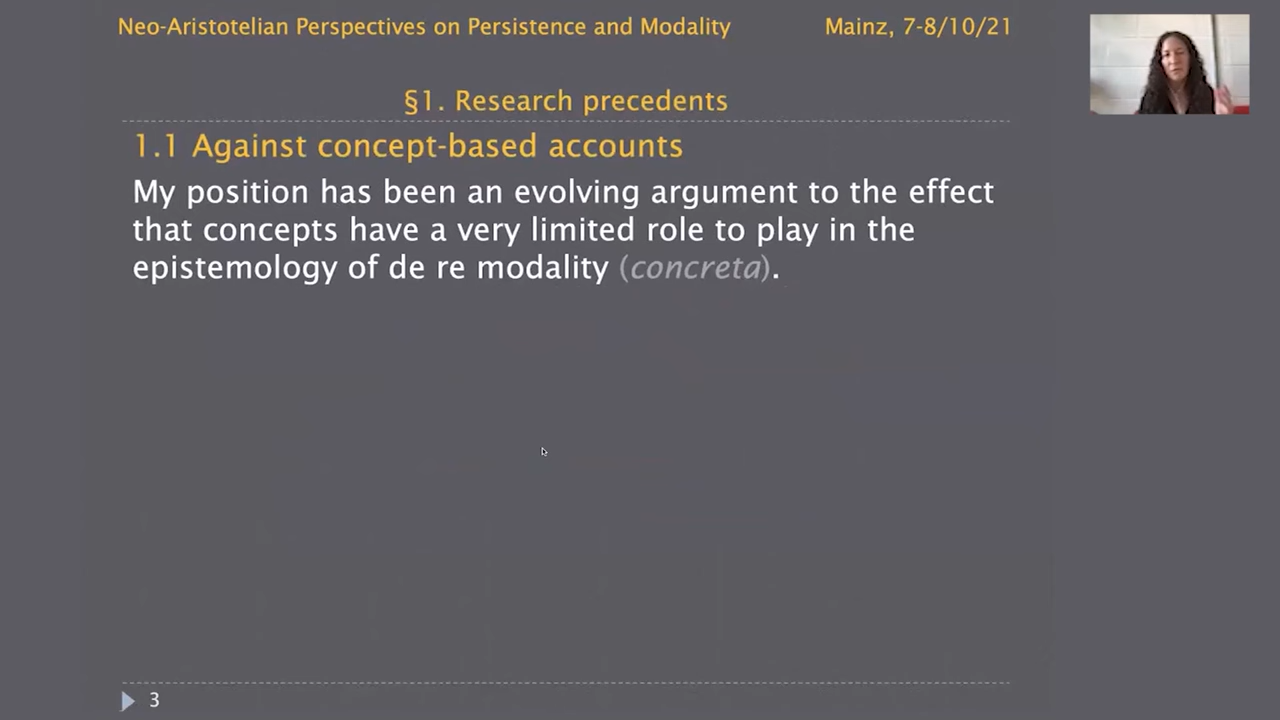 Neo-Aristotelian Perspectives on Persistence and Modality Mainz, 7-8/10/21
§1. Research precedents
1.1 Against concept-based accounts
My position has been an evolving argument to the effect
that concepts have a very limited role to play in the
epistemology of de re modality (concreta).
3